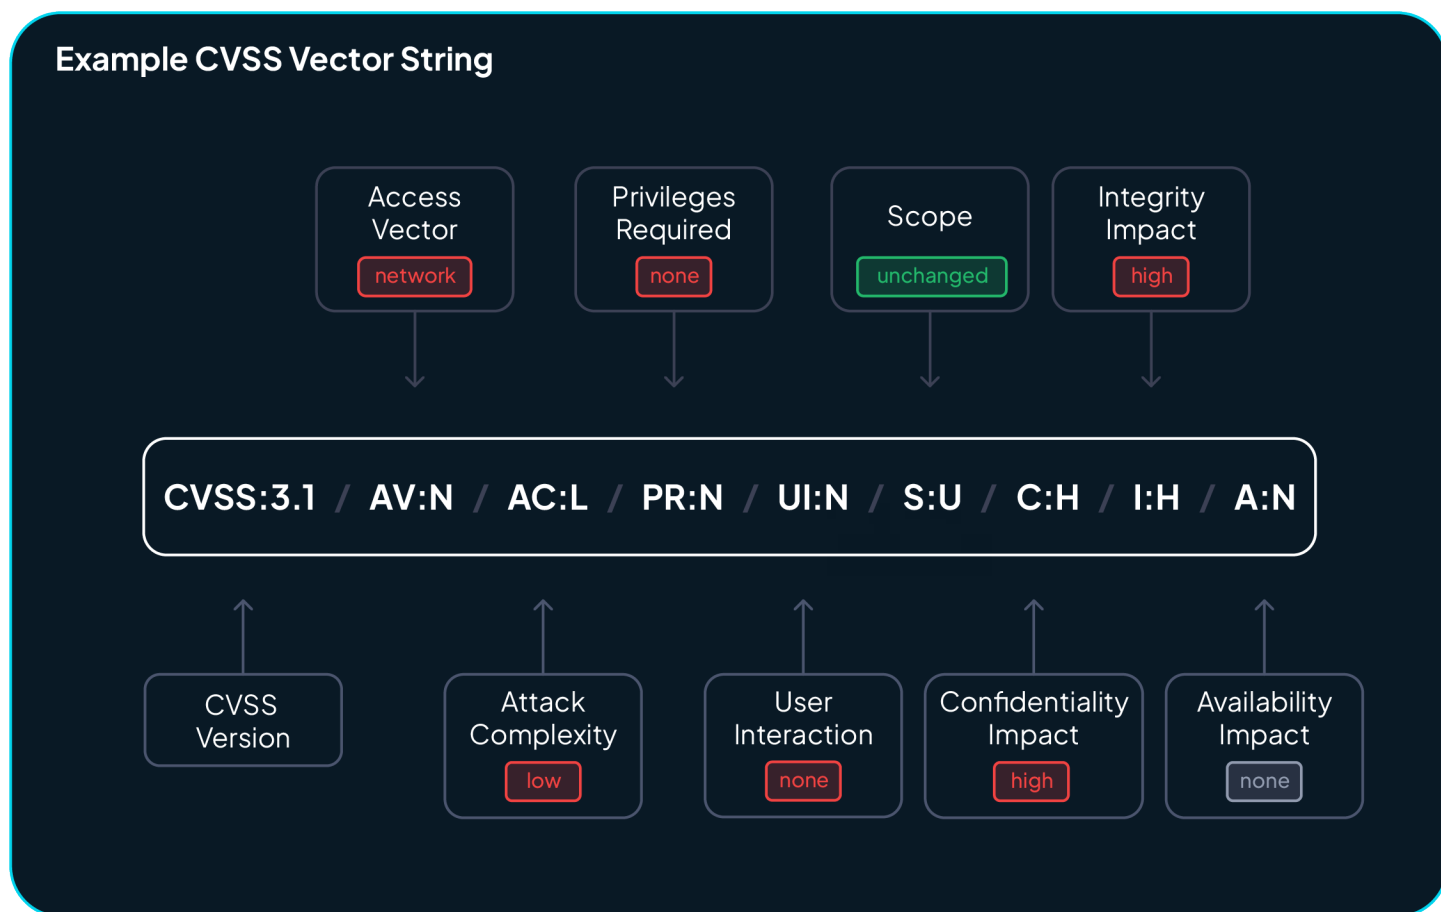 Example CVSS Vector String
Access
Vector
network
Privileges
Required
none
Scope
unchanged
Integrity
Impact
high
CVSS:3.1 / AV:N / AC:L / PR:N / UI:N / S:U / C:H / I:H / A:N
CVSS
Version
Attack
Complexity
low
User
Interaction
none
Confidentiality
Impact
high
Availability
Impact
none